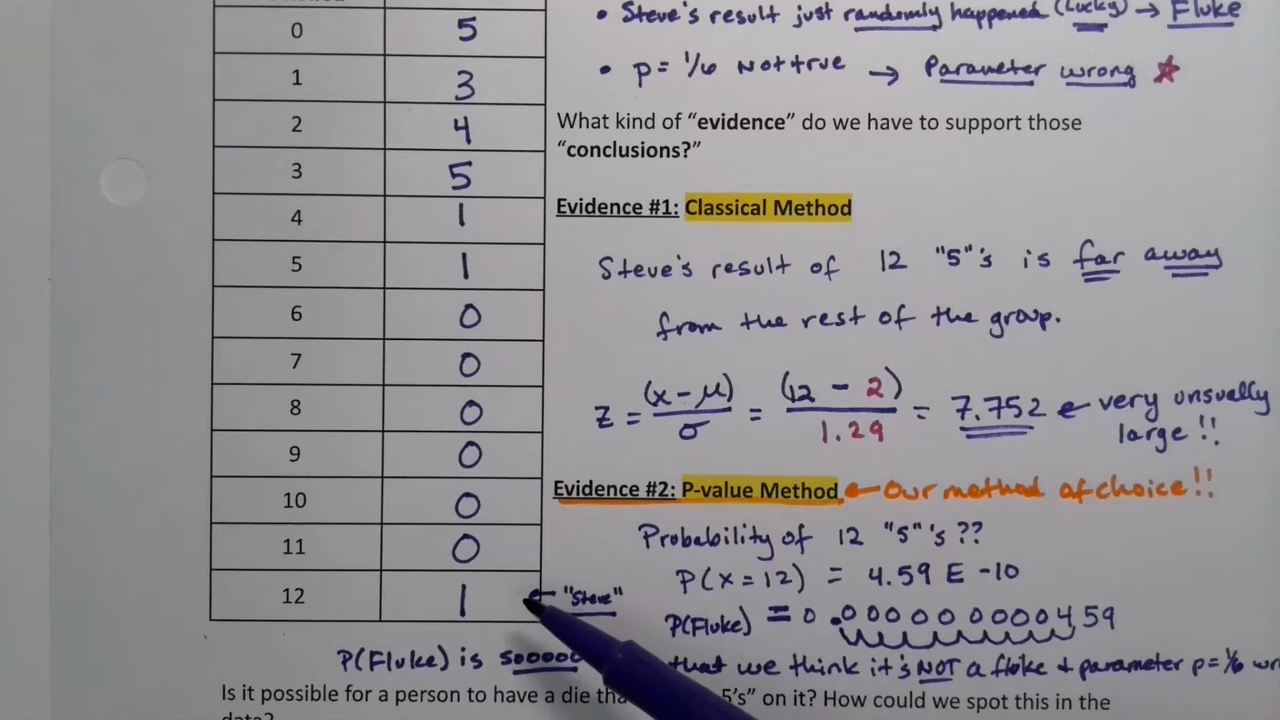 0 5
1 3
2 4
3 5
4 1
5 1
6 0
7 0
8 0
9 0
10 0
11 0
12 1 ← "Steve"
P(Fluke) is sooooo
• Steve's result just randomly happened (Lucky) → Fluke
• p = 1/6 Not true → Parameter wrong ☆
What kind of “evidence” do we have to support those
“conclusions?”
Evidence #1: Classical Method
Steve's result of 12 "5"'s is far away
from the rest of the group.
z = (x - μ)/σ = (12 - 2)/1.29 = 7.752 ← very unsually
large!!
Evidence #2: P-value Method ← Our method of choice!!
Probability of 12 "5"'s ??
P(x=12) = 4.59 E -10
P(Fluke) = 0.000000000459
that we think it's NOT a fluke + parameter p=1/6 wr
Is it possible for a person to have a die 5's” on it? How could we spot this in the
data?